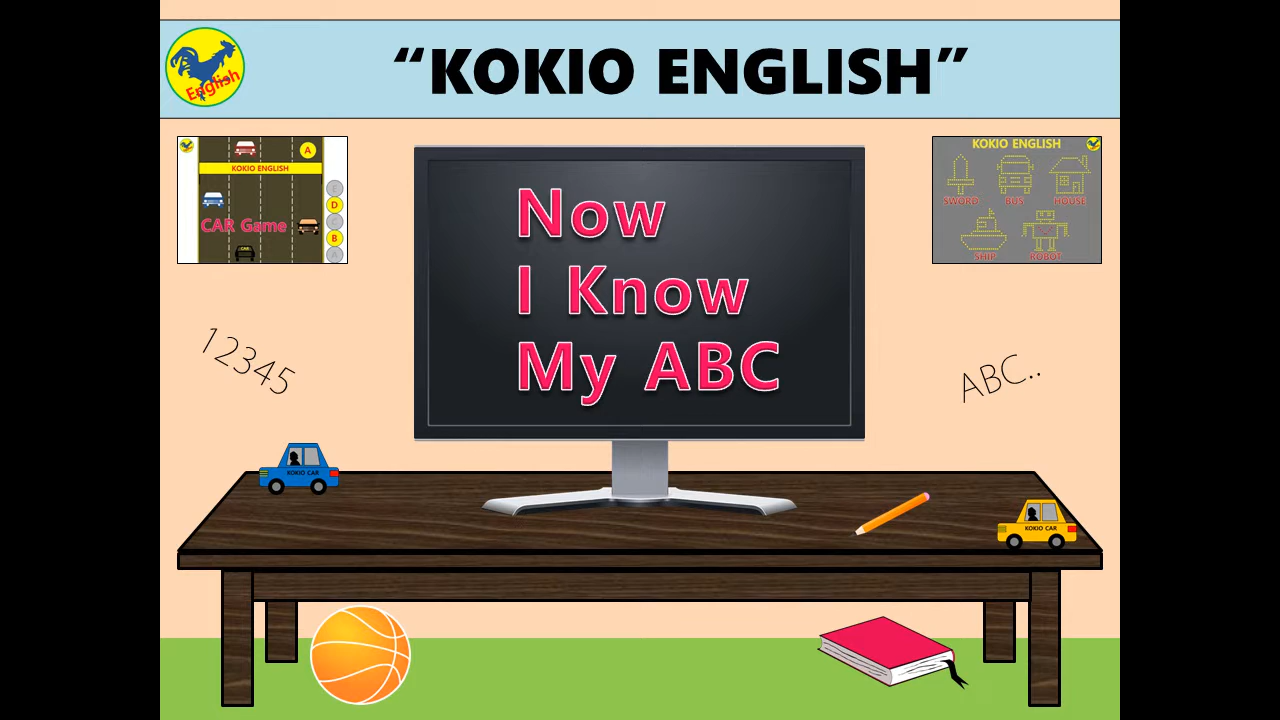 English
“KOKIO ENGLISH”
KOKIO ENGLISH
A
CAR Game
D
B
KOKIO ENGLISH
SWORD BUS HOUSE
SHIP ROBOT
Now
I Know
My ABC
12345
ABC..
KOKIO CAR
KOKIO CAR